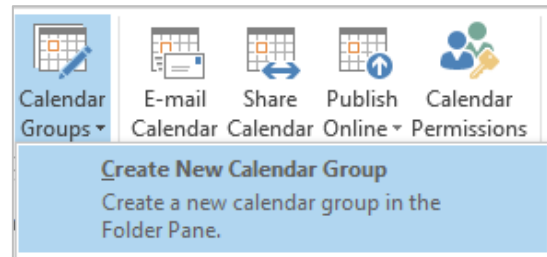 Calendar E-mail Share Publish Calendar
Groups Calendar Calendar Online Permissions
Create New Calendar Group
Create a new calendar group in the
Folder Pane.